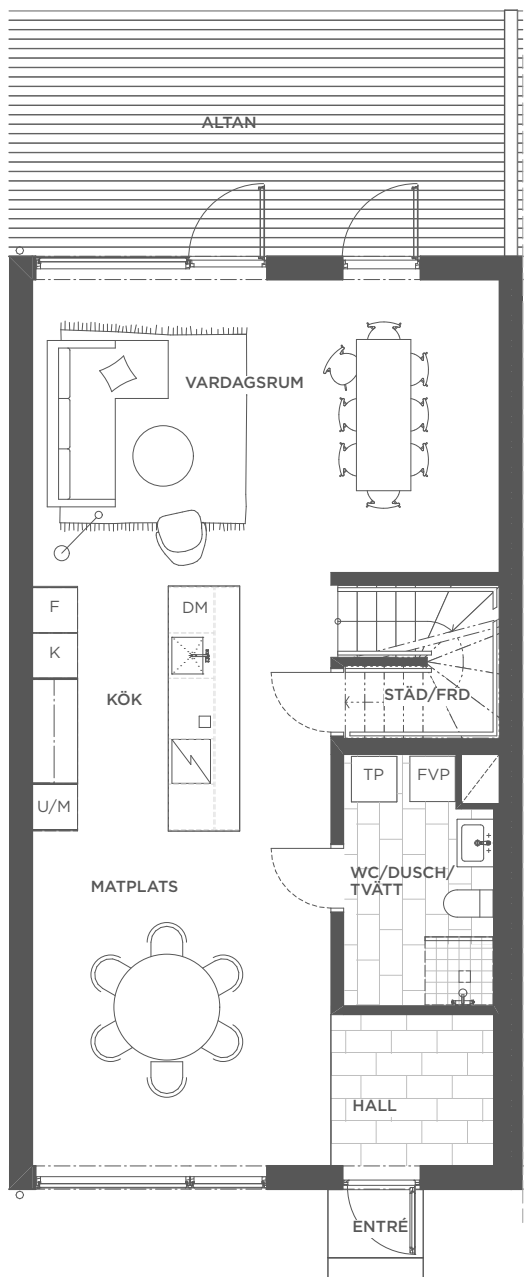 ALTAN
VARDAGSRUM
F
DM
K
KÖK
STÄD/FRD
TP
FVP
U/M
WC/DUSCH/
TVÄTT
MATPLATS
HALL
ENTRÉ